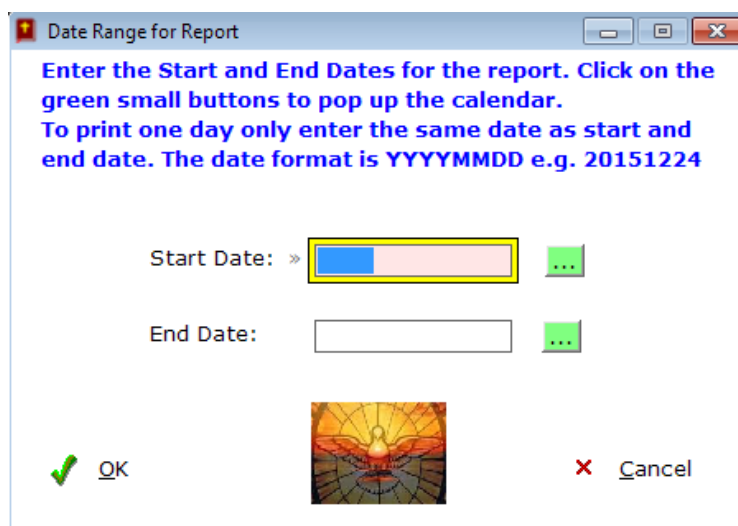 Date Range for Report
Enter the Start and End Dates for the report. Click on the
green small buttons to pop up the calendar.
To print one day only enter the same date as start and
end date. The date format is YYYYMMDD e.g. 20151224
Start Date: » ...
End Date: ...
OK Cancel